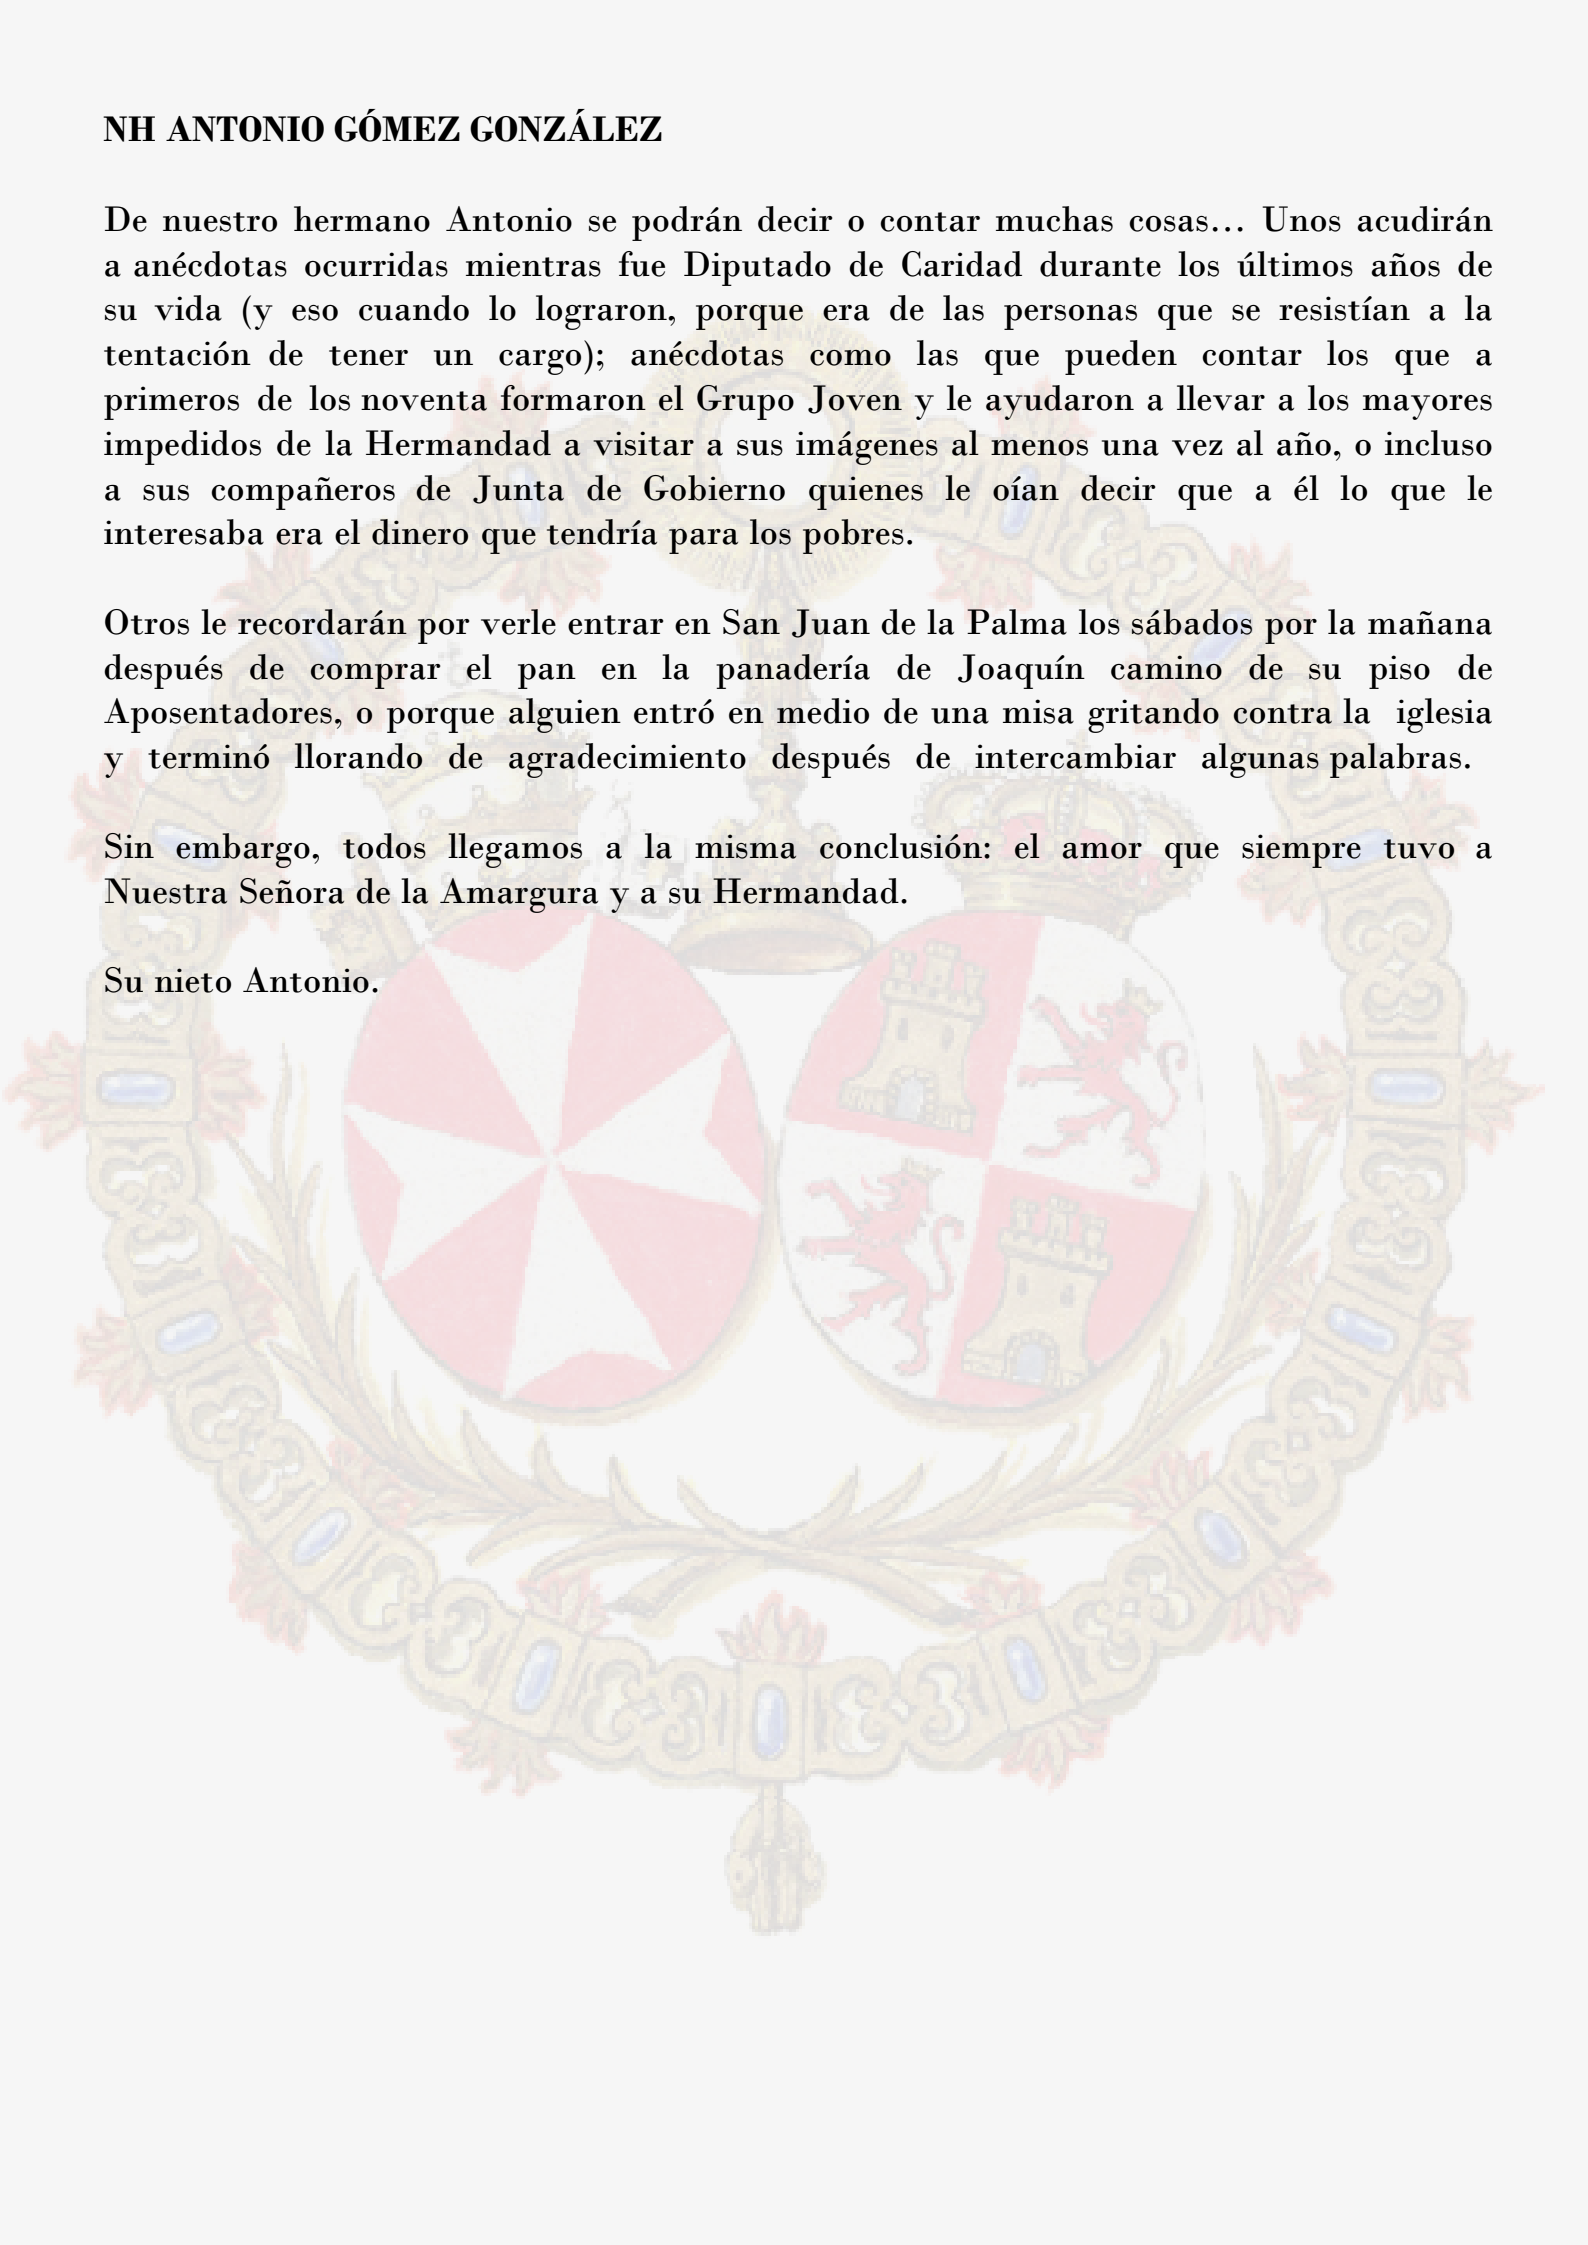 NH ANTONIO GÓMEZ GONZÁLEZ
De nuestro hermano Antonio se podrán decir o contar muchas cosas… Unos acudirán
a anécdotas ocurridas mientras fue Diputado de Caridad durante los últimos años de
su vida (y eso cuando lo lograron, porque era de las personas que se resistían a la
tentación de tener un cargo); anécdotas como las que pueden contar los que a
primeros de los noventa formaron el Grupo Joven y le ayudaron a llevar a los mayores
impedidos de la Hermandad a visitar a sus imágenes al menos una vez al año, o incluso
a sus compañeros de Junta de Gobierno quienes le oían decir que a él lo que le
interesaba era el dinero que tendría para los pobres.
Otros le recordarán por verle entrar en San Juan de la Palma los sábados por la mañana
después de comprar el pan en la panadería de Joaquín camino de su piso de
Aposentadores, o porque alguien entró en medio de una misa gritando contra la iglesia
y terminó llorando de agradecimiento después de intercambiar algunas palabras.
Sin embargo, todos llegamos a la misma conclusión: el amor que siempre tuvo a
Nuestra Señora de la Amargura y a su Hermandad.
Su nieto Antonio.